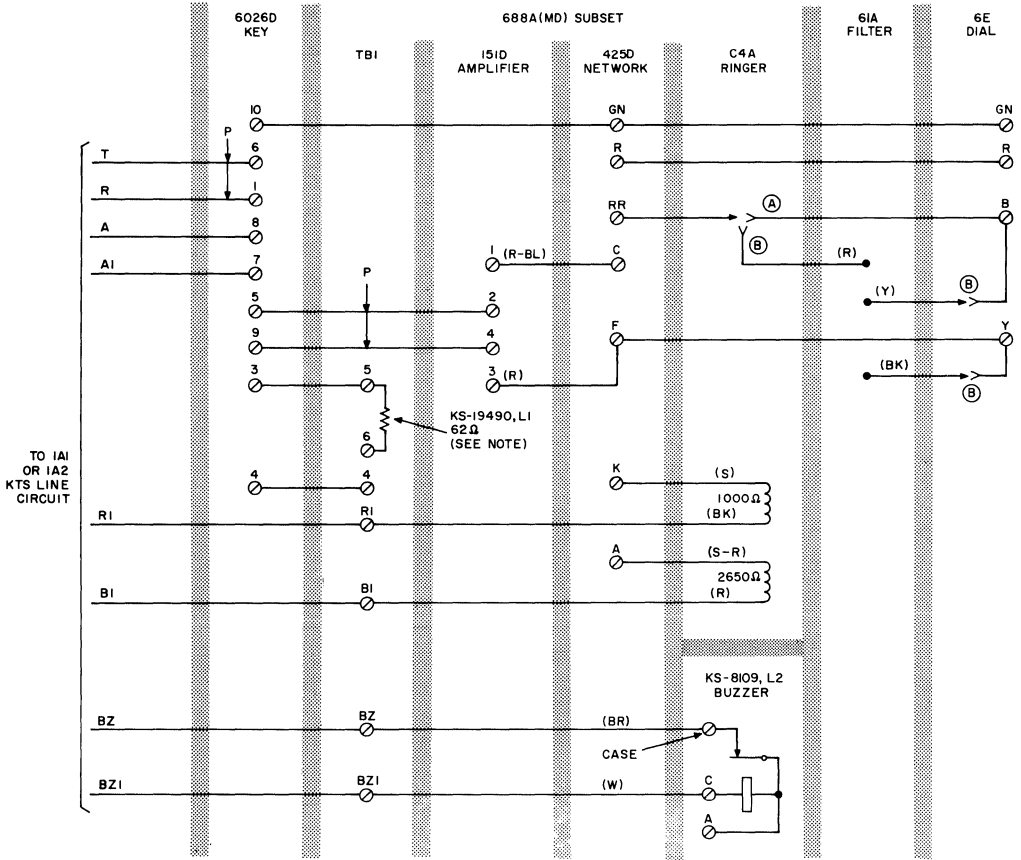 6026D
KEY
688A(MD) SUBSET
61A
FILTER
6E
DIAL
TB1
151D
AMPLIFIER
425D
NETWORK
C4A
RINGER
10
GN
GN
P
T
6
R
R
R
1
RR
A
B
A
8
B
1
(R-BL)
C
(R)
A1
7
P
(Y)
B
5
2
9
4
F
Y
(BK)
3
5
3
(R)
B
KS-19490, L1
62Ω
(SEE NOTE)
6
TO 1A1
OR 1A2
KTS LINE
CIRCUIT
4
4
K
(S)
1000Ω
(BK)
R1
R1
A
(S-R)
2650Ω
(R)
B1
B1
KS-8109, L2
BUZZER
BZ
BZ
(BR)
CASE
BZ1
BZ1
(W)
C
A